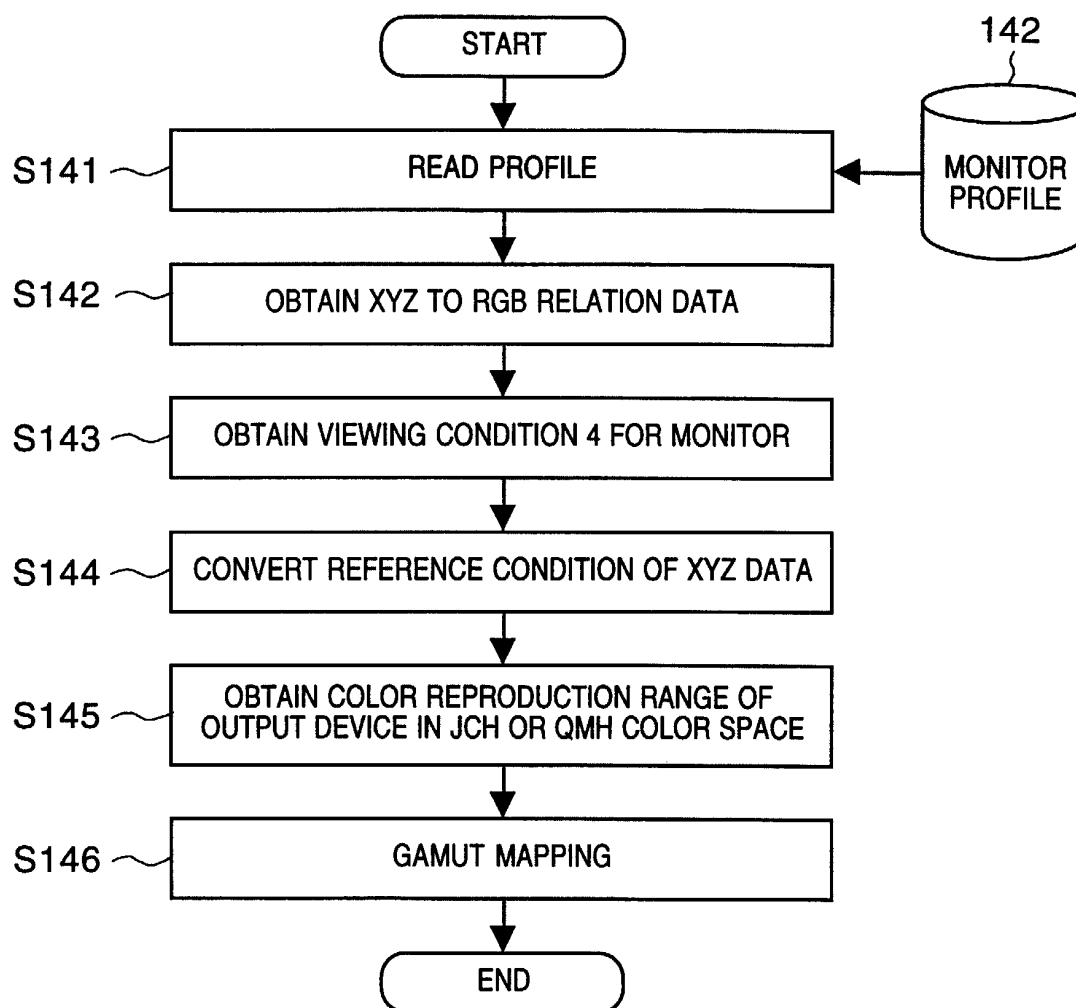 START
142
S141
READ PROFILE
MONITOR
PROFILE
S142
OBTAIN XYZ TO RGB RELATION DATA
S143
OBTAIN VIEWING CONDITION 4 FOR MONITOR
S144
CONVERT REFERENCE CONDITION OF XYZ DATA
S145
OBTAIN COLOR REPRODUCTION RANGE OF
OUTPUT DEVICE IN JCH OR QMH COLOR SPACE
S146
GAMUT MAPPING
END